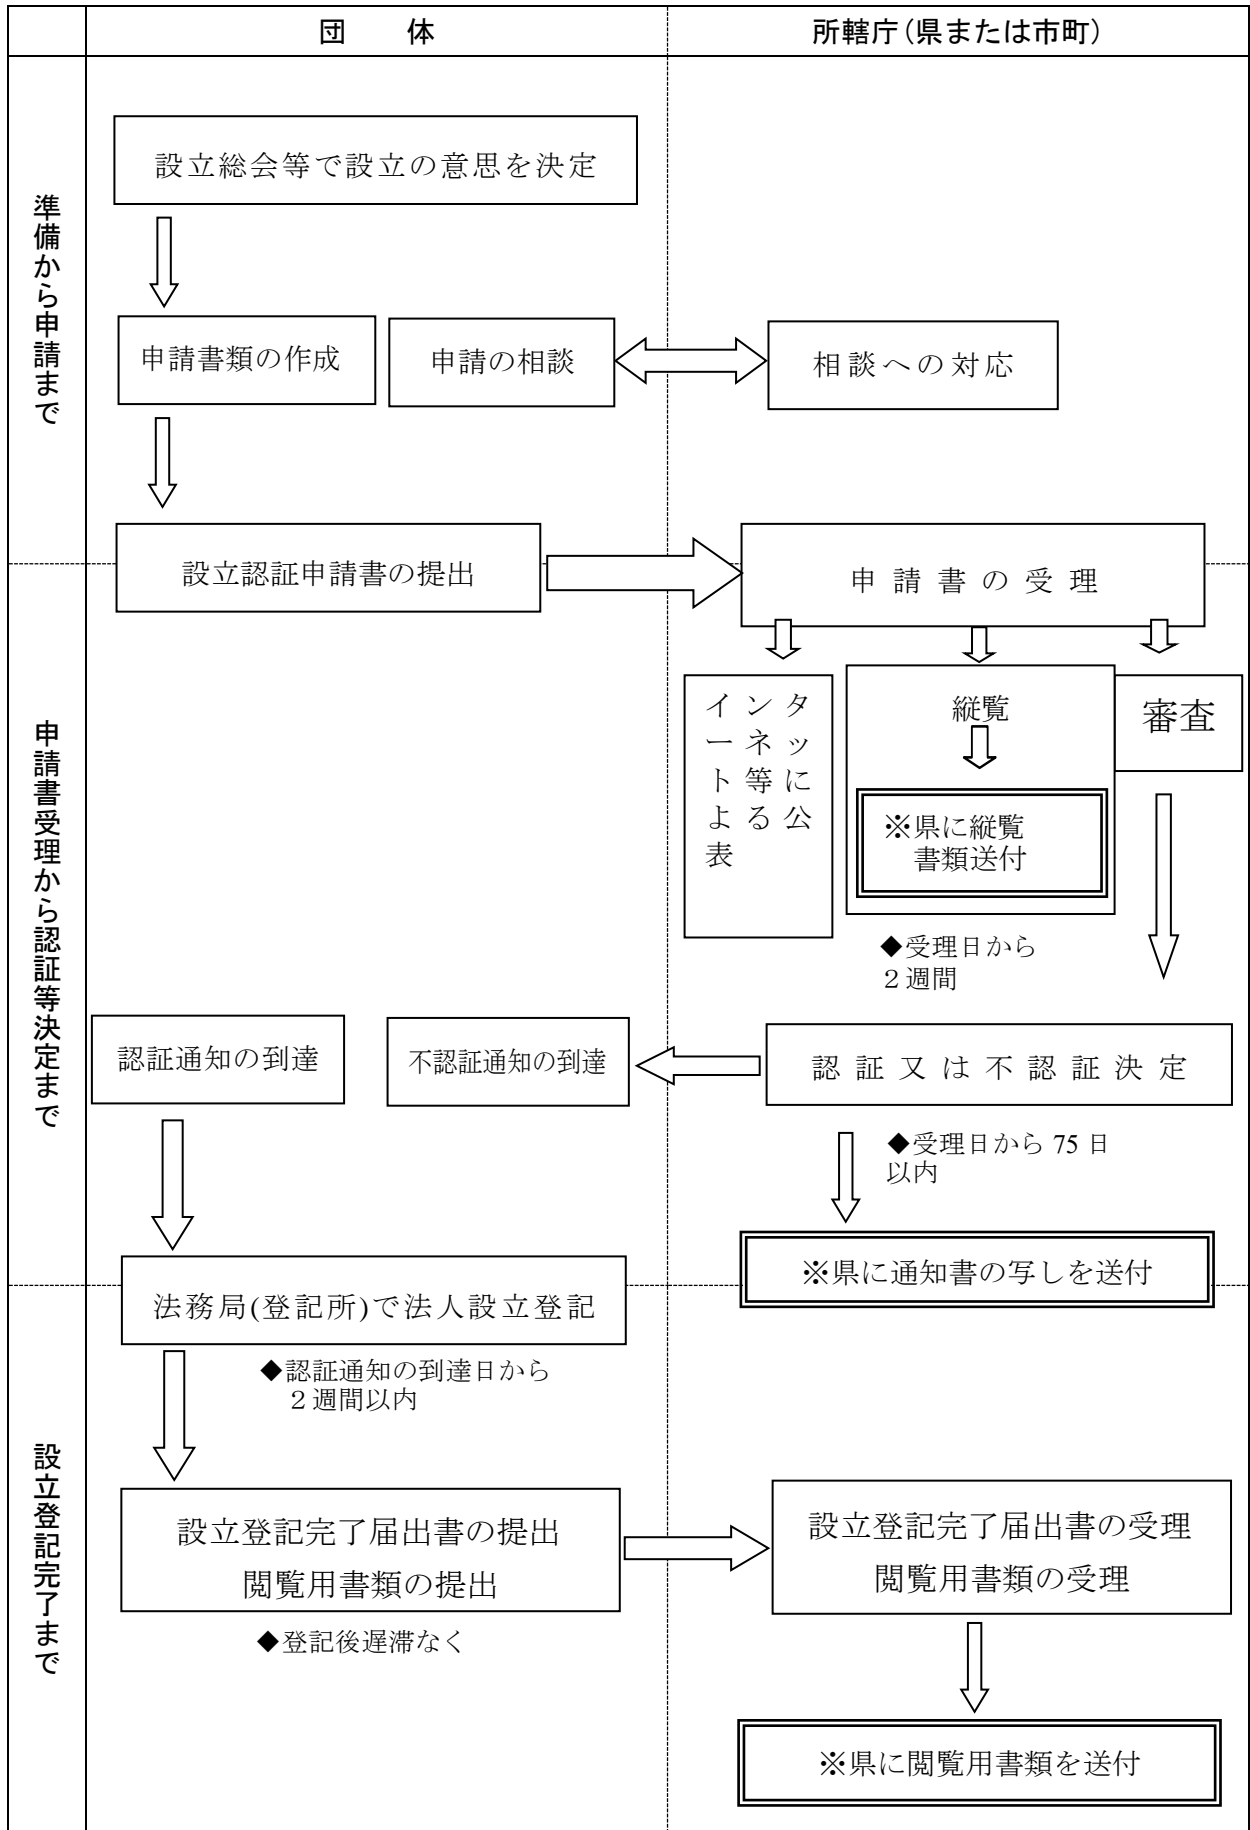 団 体
所轄庁(県または市町)
準備から申請まで
設立総会等で設立の意思を決定
申請書類の作成
申請の相談
相談への対応
設立認証申請書の提出
申請書の受理
申請書受理から認証等決定まで
インタ
ーネッ
ト等に
よる公
表
縦覧
※県に縦覧
書類送付
審査
◆受理日から
２週間
認証通知の到達
不認証通知の到達
認証又は不認証決定
◆受理日から 75 日
以内
※県に通知書の写しを送付
設立登記完了まで
法務局(登記所)で法人設立登記
◆認証通知の到達日から
２週間以内
設立登記完了届出書の提出
閲覧用書類の提出
◆登記後遅滞なく
設立登記完了届出書の受理
閲覧用書類の受理
※県に閲覧用書類を送付